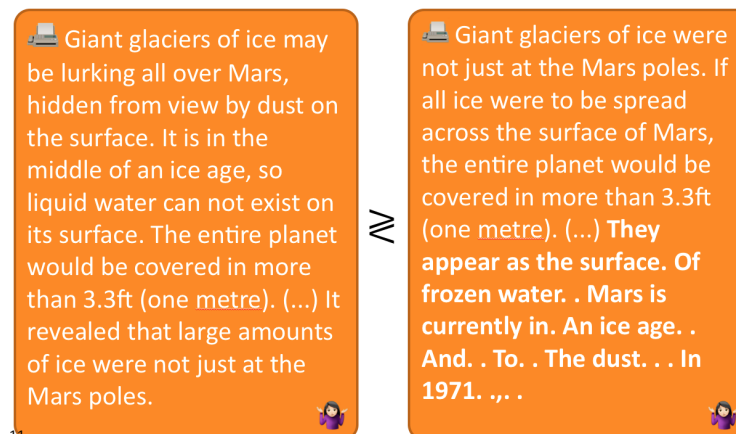 Giant glaciers of ice may
be lurking all over Mars,
hidden from view by dust on
the surface. It is in the
middle of an ice age, so
liquid water can not exist on
its surface. The entire planet
would be covered in more
than 3.3ft (one metre). (...) It
revealed that large amounts
of ice were not just at the
Mars poles.
⪌
Giant glaciers of ice were
not just at the Mars poles. If
all ice were to be spread
across the surface of Mars,
the entire planet would be
covered in more than 3.3ft
(one metre). (...) They
appear as the surface. Of
frozen water. . Mars is
currently in. An ice age. .
And. . To. . The dust. . . In
1971. .,. .